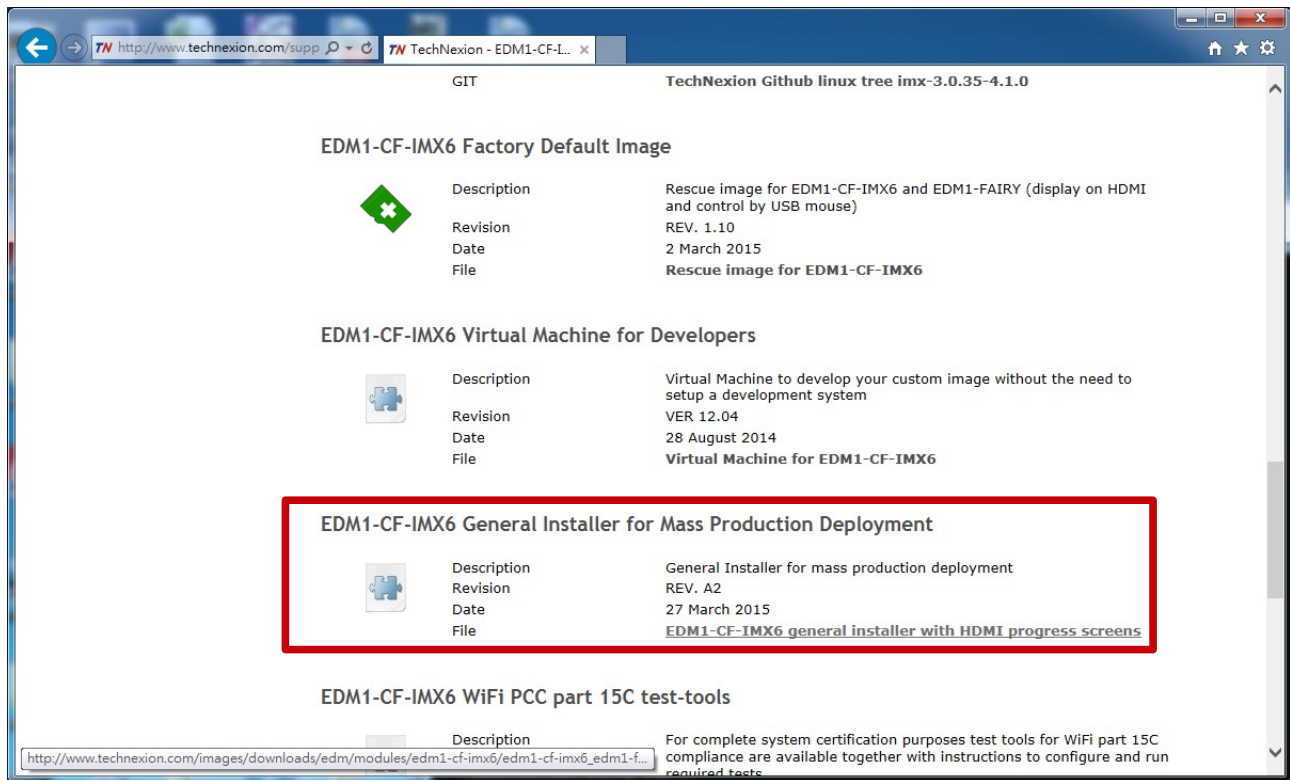 TN http://www.technexion.com/supp
TN TechNexion - EDM1-CF-I...
GIT TechNexion Github linux tree imx-3.0.35-4.1.0
EDM1-CF-IMX6 Factory Default Image
Description Rescue image for EDM1-CF-IMX6 and EDM1-FAIRY (display on HDMI
and control by USB mouse)
Revision REV. 1.10
Date 2 March 2015
File Rescue image for EDM1-CF-IMX6
EDM1-CF-IMX6 Virtual Machine for Developers
Description Virtual Machine to develop your custom image without the need to
setup a development system
Revision VER 12.04
Date 28 August 2014
File Virtual Machine for EDM1-CF-IMX6
EDM1-CF-IMX6 General Installer for Mass Production Deployment
Description General Installer for mass production deployment
Revision REV. A2
Date 27 March 2015
File EDM1-CF-IMX6 general installer with HDMI progress screens
EDM1-CF-IMX6 WiFi PCC part 15C test-tools
Description For complete system certification purposes test tools for WiFi part 15C
compliance are available together with instructions to configure and run
required tests
http://www.technexion.com/images/downloads/edm/modules/edm1-cf-imx6/edm1-cf-imx6_edm1-f...